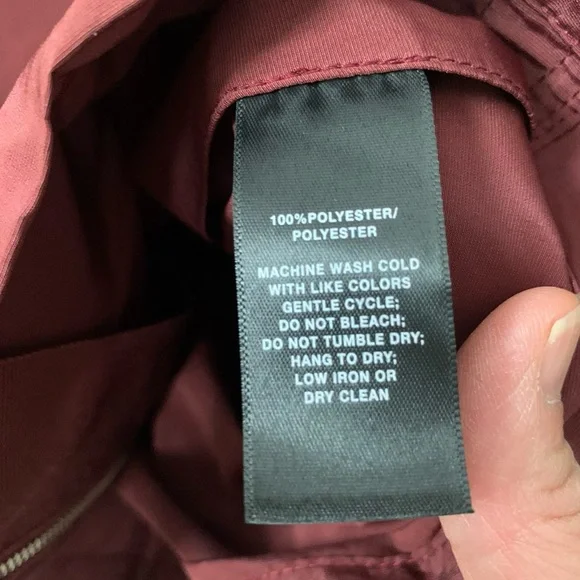 100%POLYESTER/
POLYESTER
MACHINE WASH COLD
WITH LIKE COLORS
GENTLE CYCLE;
DO NOT BLEACH;
DO NOT TUMBLE DRY;
HANG TO DRY;
LOW IRON OR
DRY CLEAN